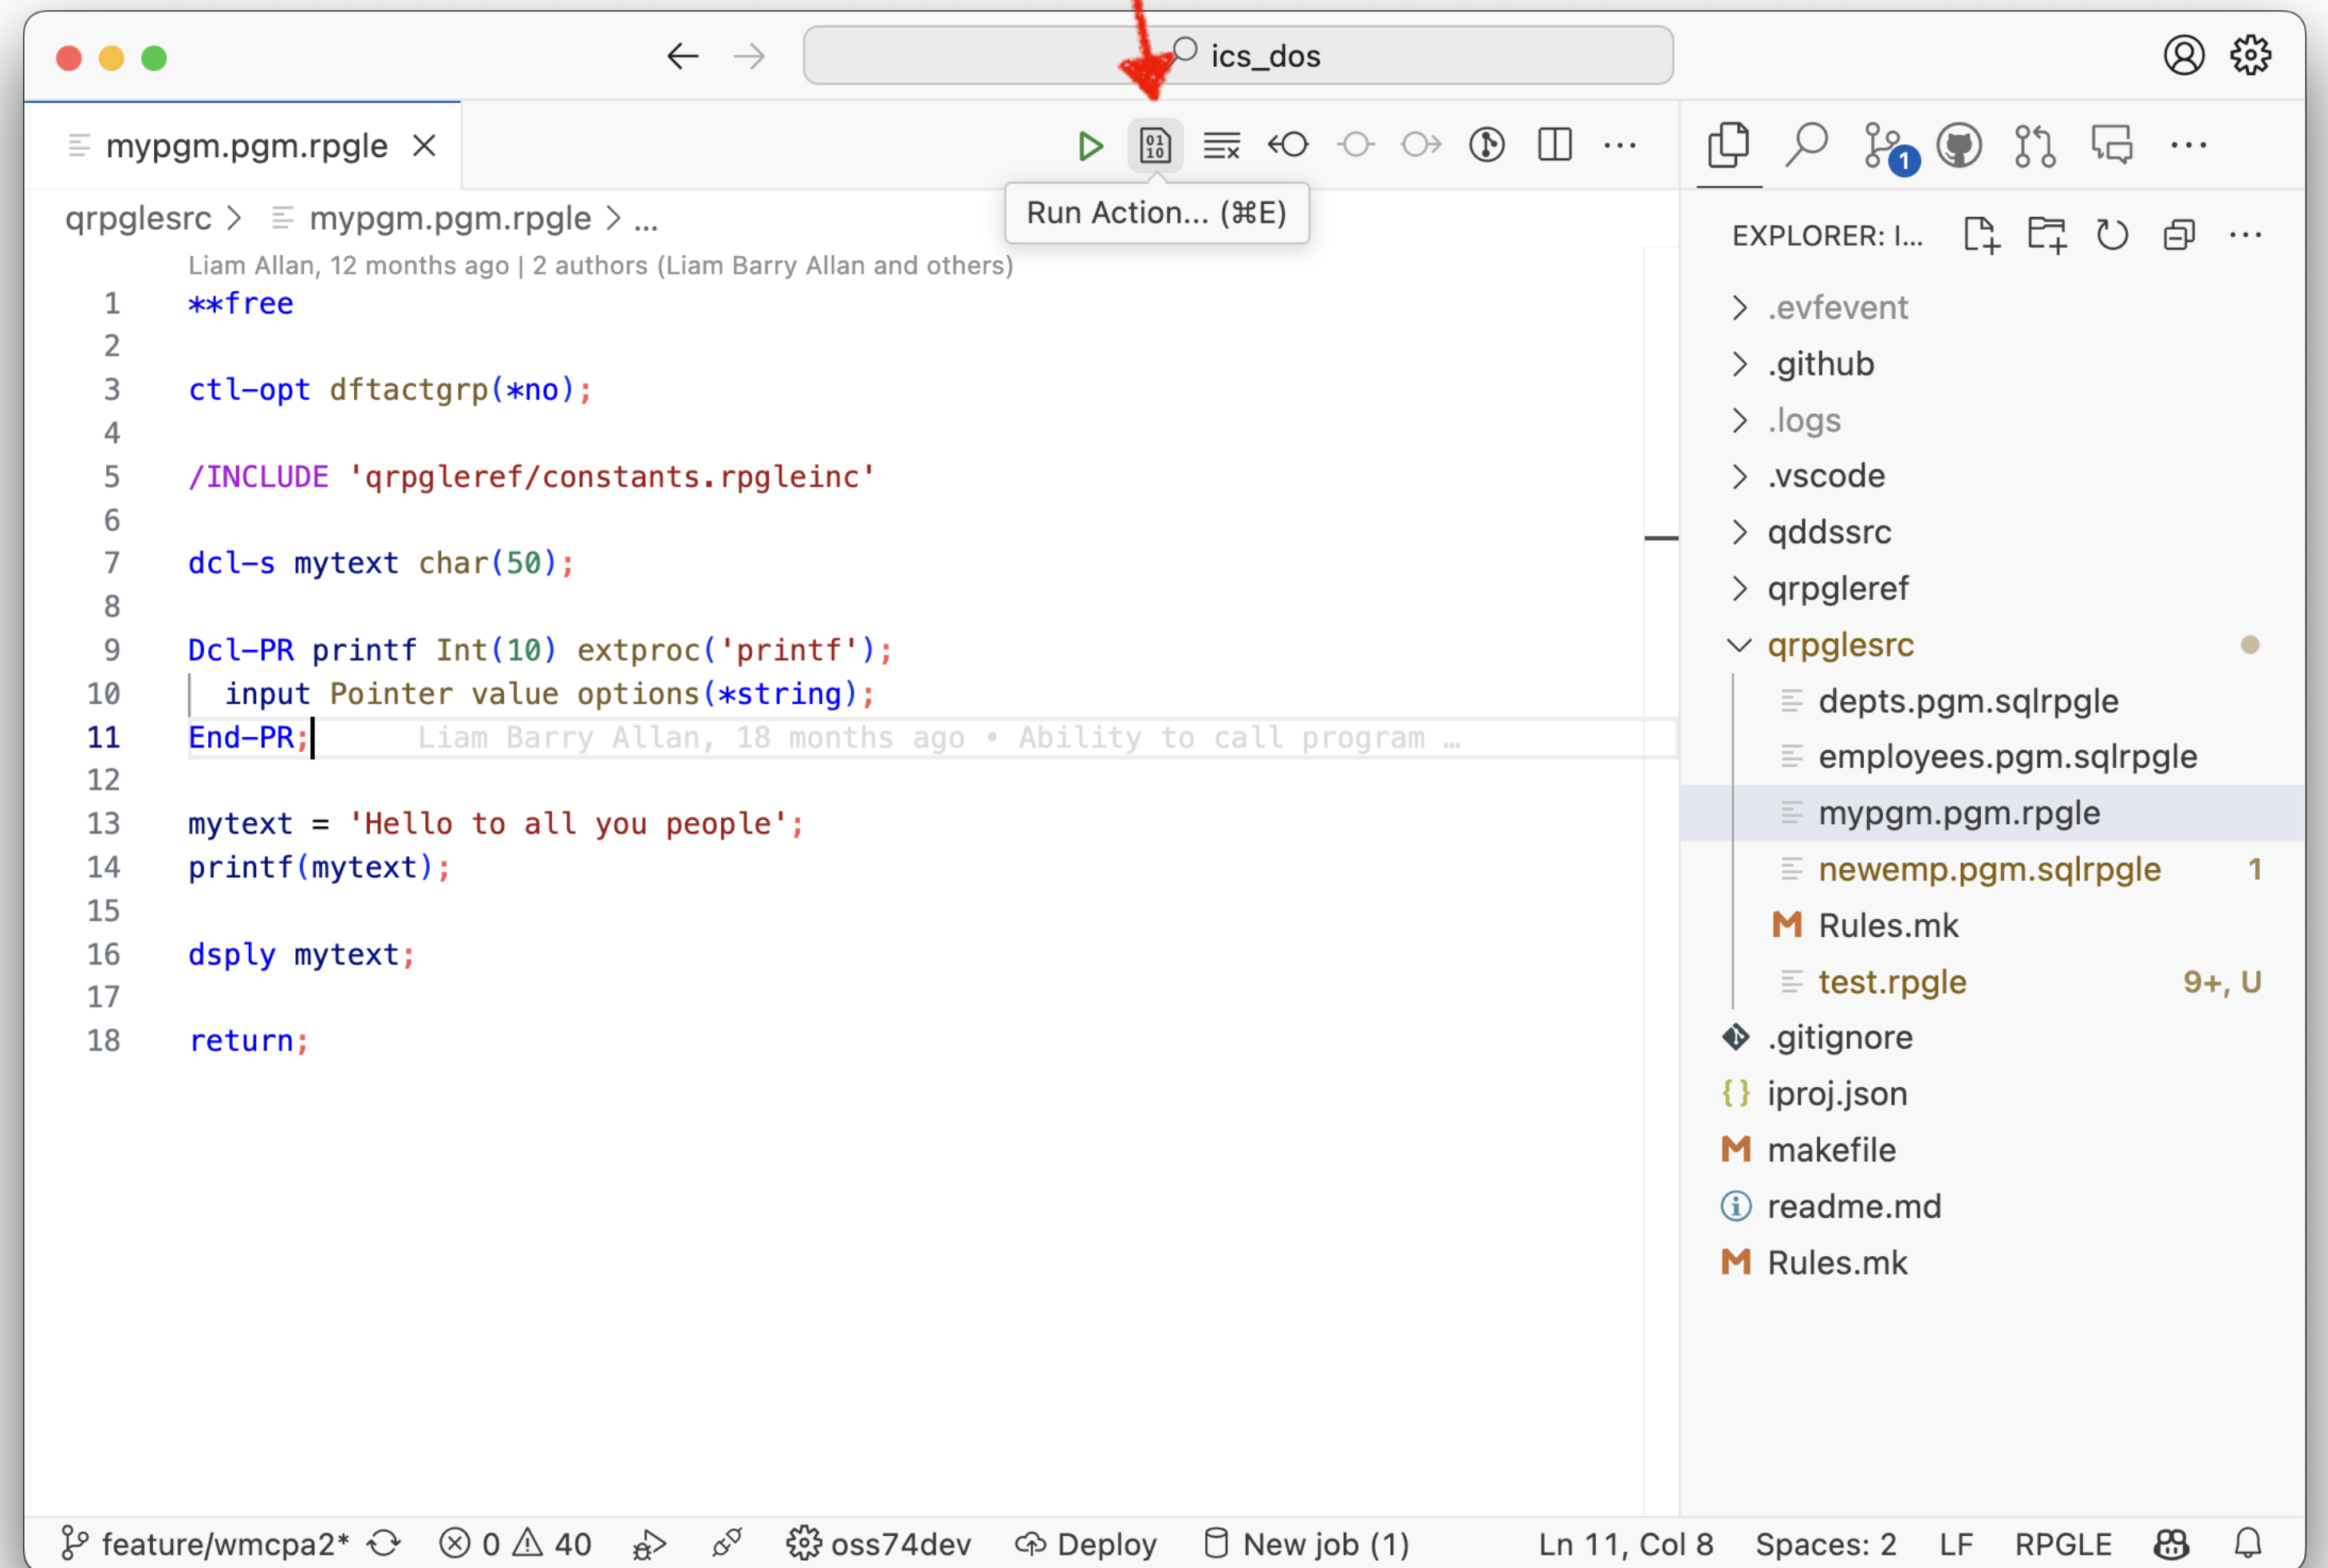 ics_dos
mypgm.pgm.rpgle
Run Action... (⌘E)
qrpglesrc > mypgm.pgm.rpgle > ...
Liam Allan, 12 months ago | 2 authors (Liam Barry Allan and others)
1 **free
2
3 ctl-opt dftactgrp(*no);
4
5 /INCLUDE 'qrpgleref/constants.rpgleinc'
6
7 dcl-s mytext char(50);
8
9 Dcl-PR printf Int(10) extproc('printf');
10 input Pointer value options(*string);
11 End-PR; Liam Barry Allan, 18 months ago • Ability to call program …
12
13 mytext = 'Hello to all you people';
14 printf(mytext);
15
16 dsply mytext;
17
18 return;
1
EXPLORER: I...
.evfevent
.github
.logs
.vscode
qddssrc
qrpgleref
qrpglesrc
depts.pgm.sqlrpgle
employees.pgm.sqlrpgle
mypgm.pgm.rpgle
newemp.pgm.sqlrpgle 1
Rules.mk
test.rpgle 9+, U
.gitignore
iproj.json
makefile
readme.md
Rules.mk
feature/wmcpa2* 0 40 oss74dev Deploy New job (1) Ln 11, Col 8 Spaces: 2 LF RPGLE